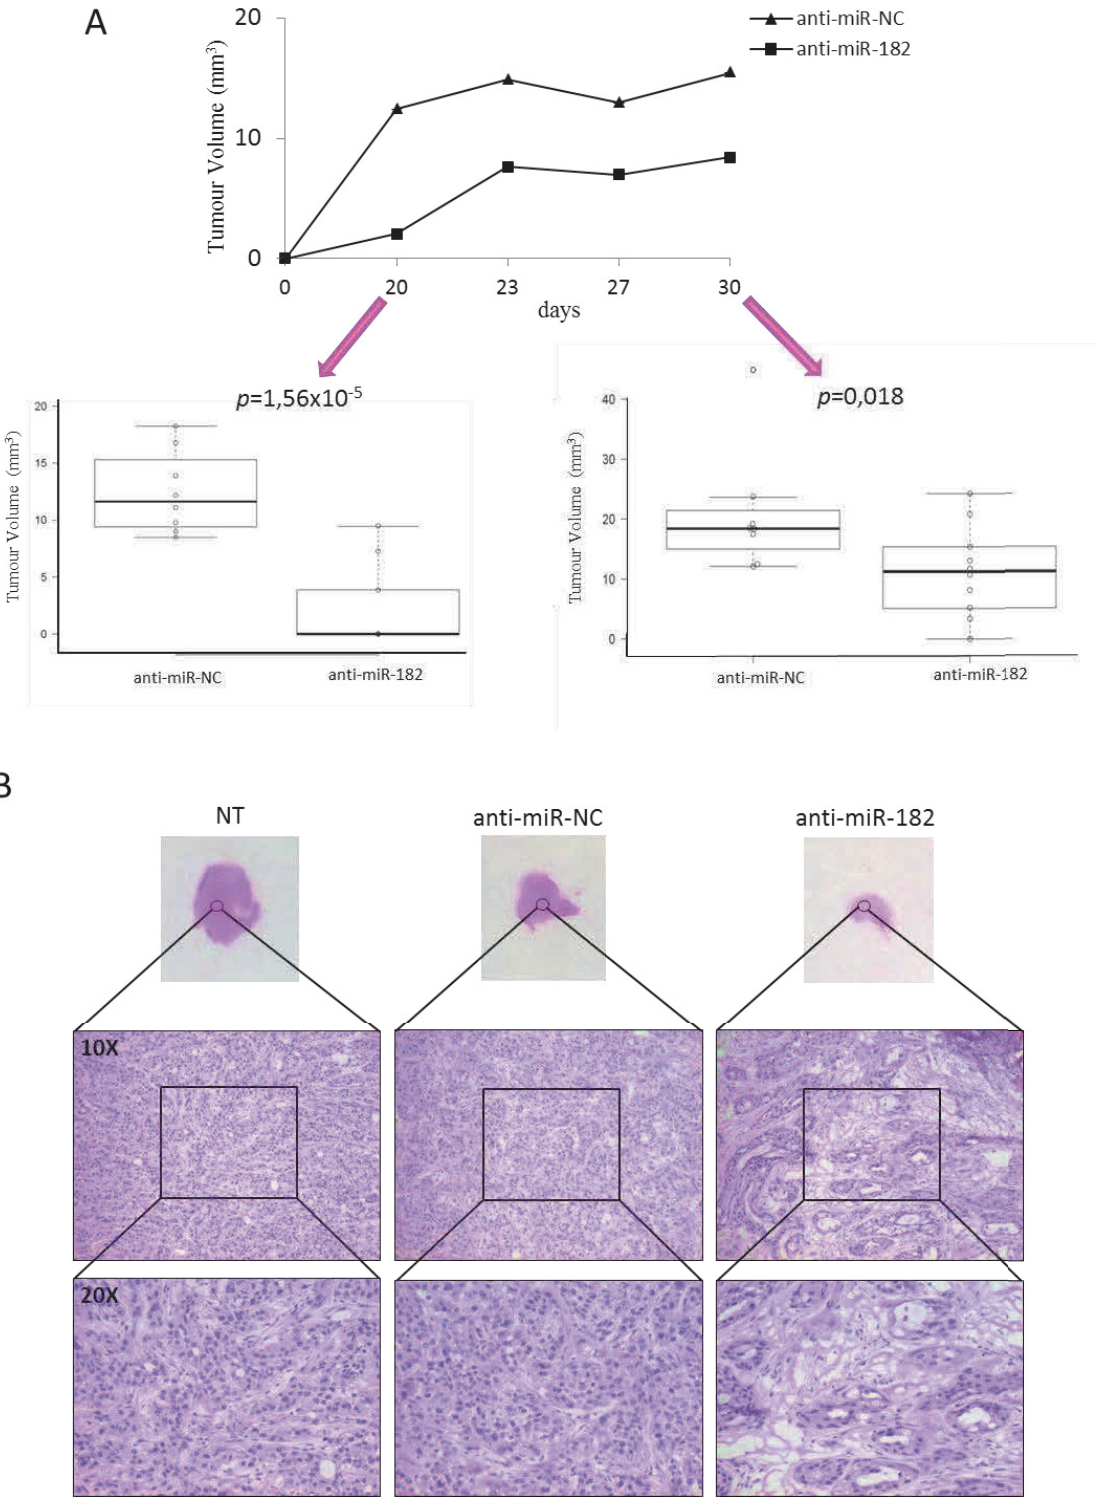 A
20
10
0
Tumour Volume (mm³)
anti-miR-NC
anti-miR-182
0 20 23 27 30
days
p=1,56x10⁻⁵
20
15
10
5
0
Tumour Volume (mm³)
anti-miR-NC anti-miR-182
p=0,018
40
30
20
10
0
Tumour Volume (mm³)
anti-miR-NC anti-miR-182
B
NT anti-miR-NC anti-miR-182
10X
20X